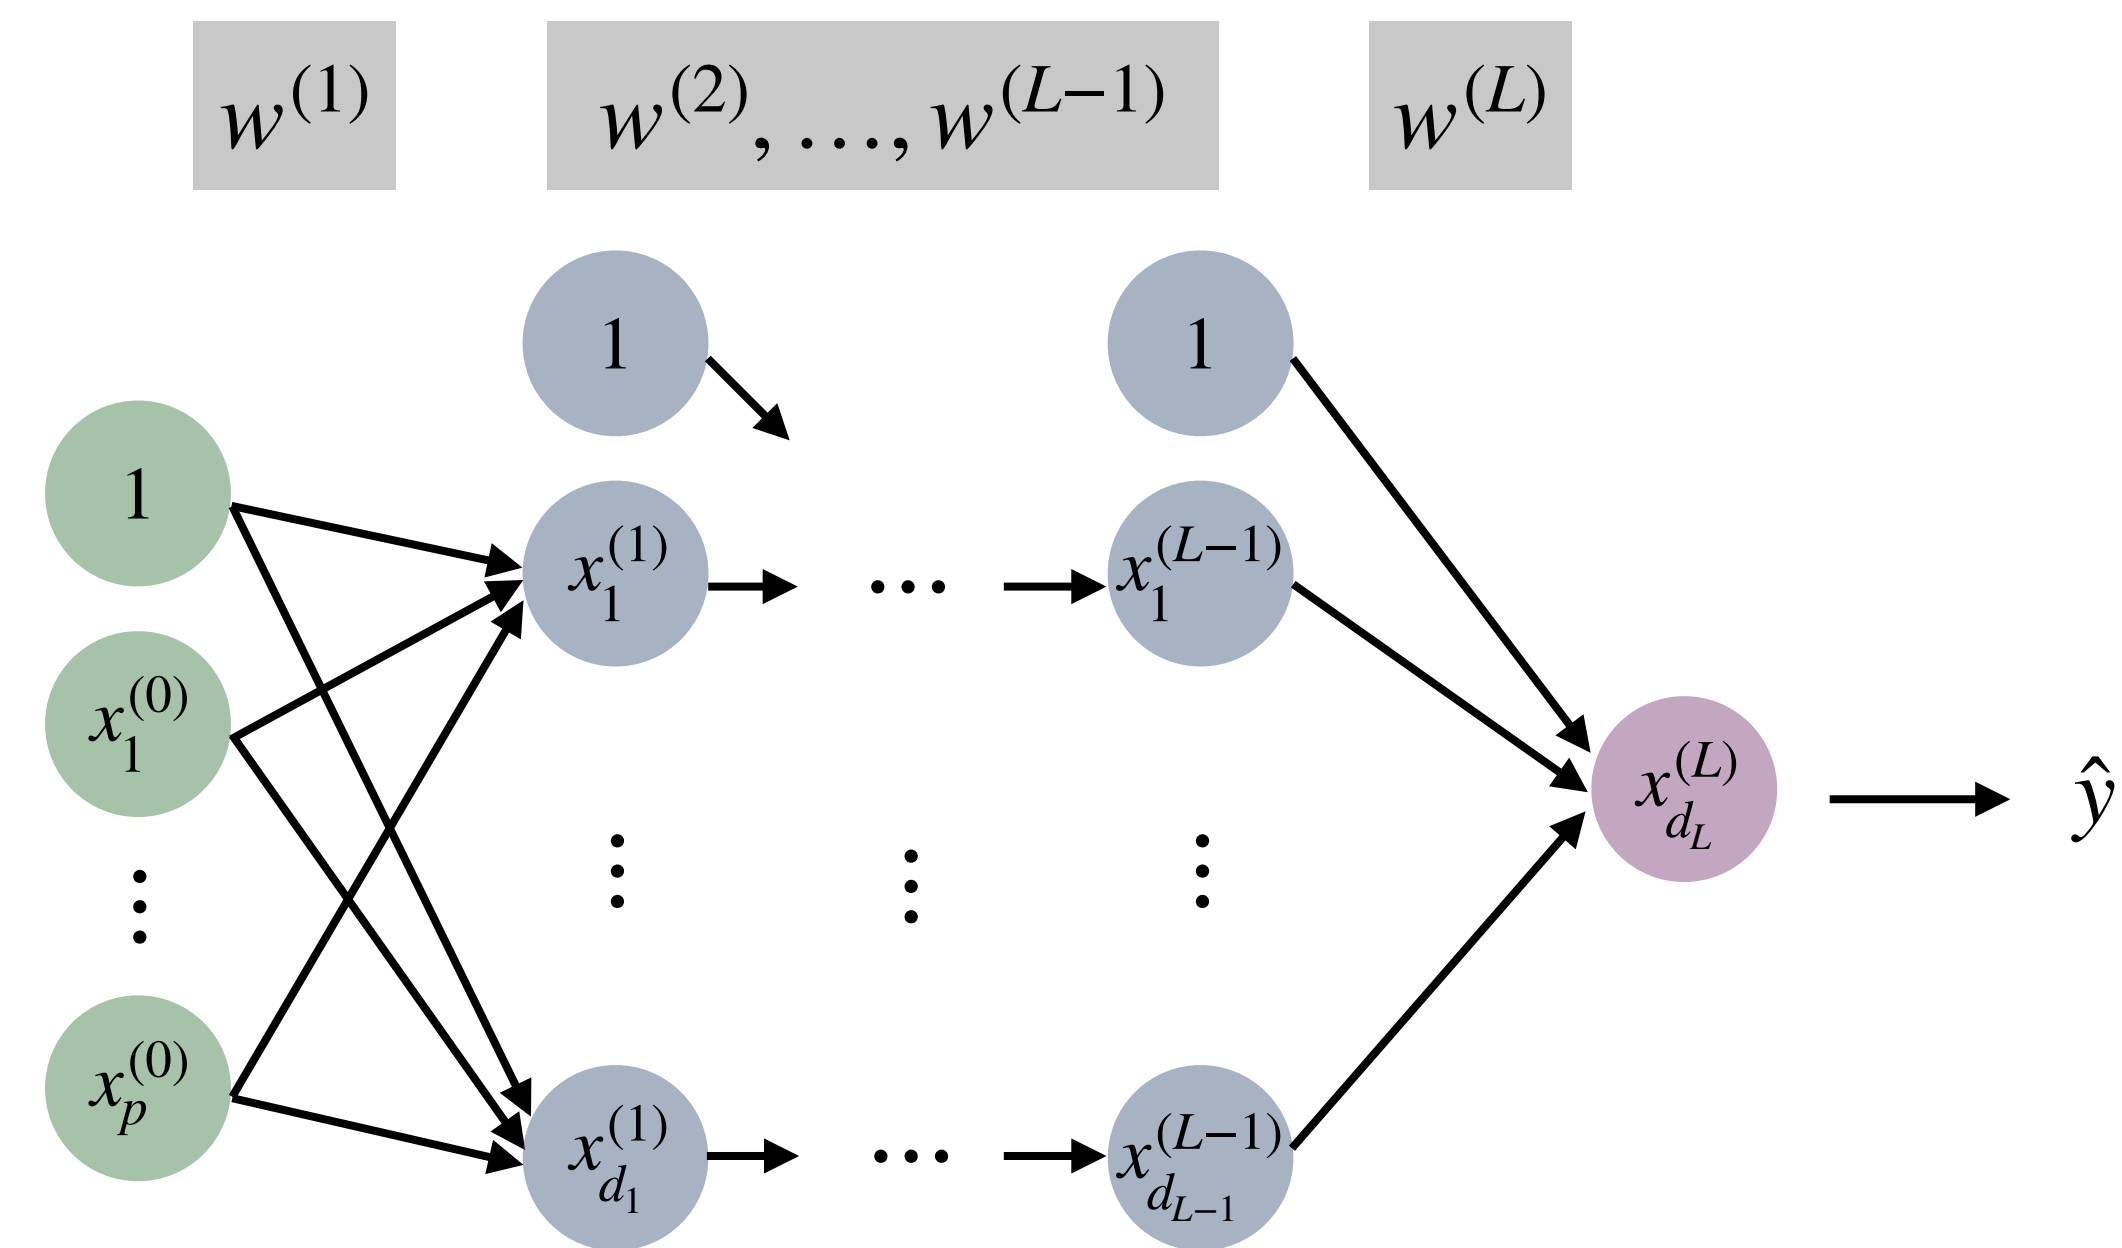 w^(1)
w^(2), ..., w^(L−1)
w^(L)
1
1
1
x_1^(1)
...
x_1^(L−1)
x_1^(0)
x_{d_L}^(L)
ŷ
⋮
⋮
⋮
⋮
x_p^(0)
x_{d_1}^(1)
...
x_{d_{L−1}}^(L−1)